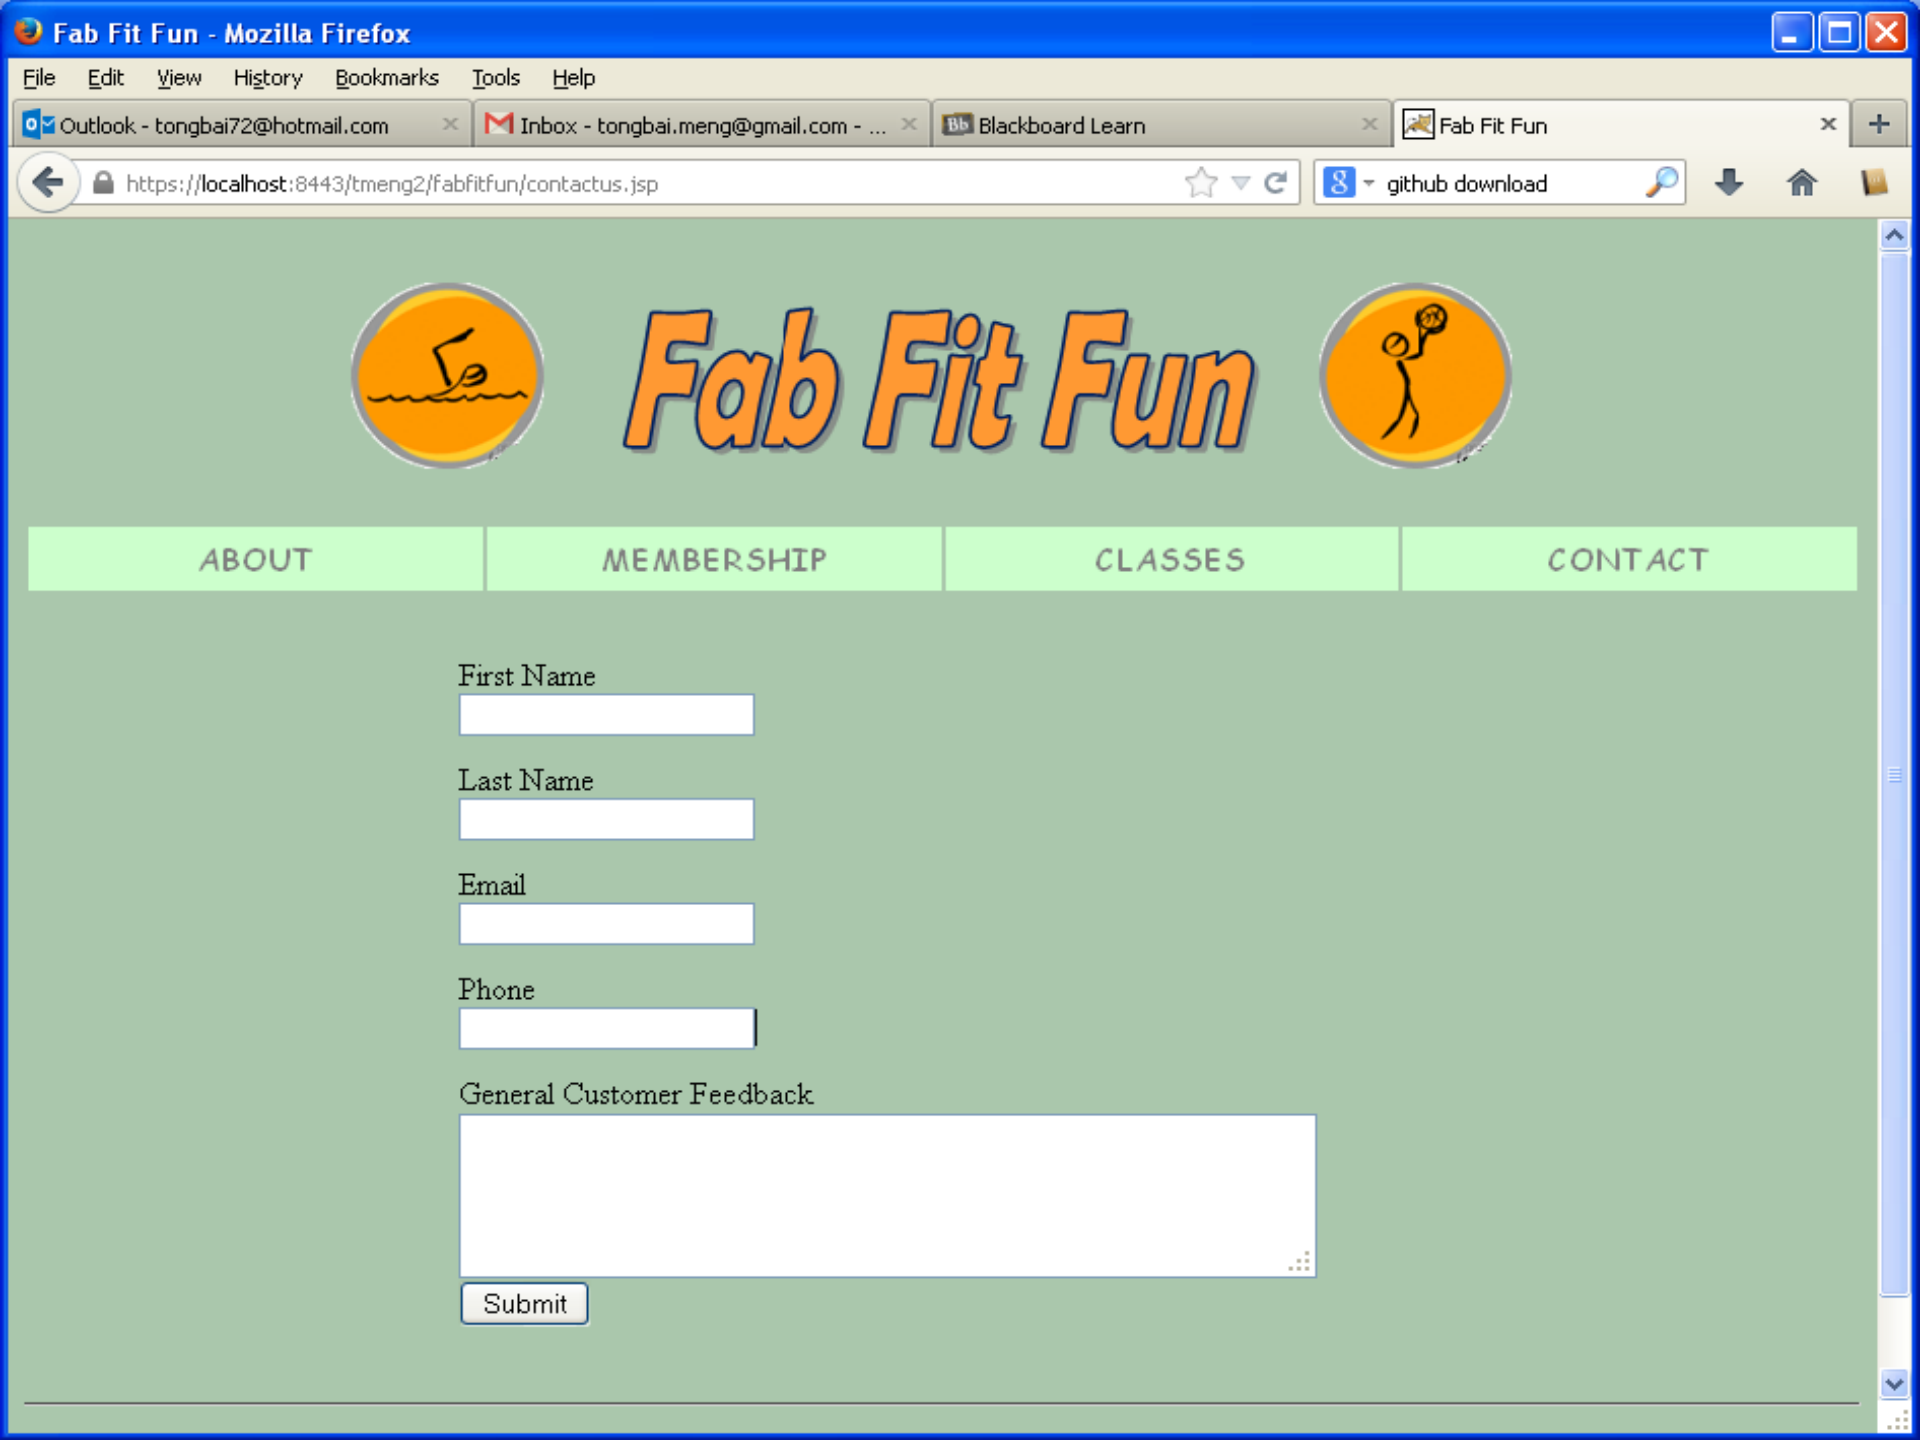 Fab Fit Fun - Mozilla Firefox
File Edit View History Bookmarks Tools Help
Outlook - tongbai72@hotmail.com Inbox - tongbai.meng@gmail.com - ... Bb Blackboard Learn Fab Fit Fun
https://localhost:8443/tmeng2/fabfitfun/contactus.jsp 8 github download
Fab Fit Fun
ABOUT MEMBERSHIP CLASSES CONTACT
First Name
Last Name
Email
Phone
General Customer Feedback
Submit